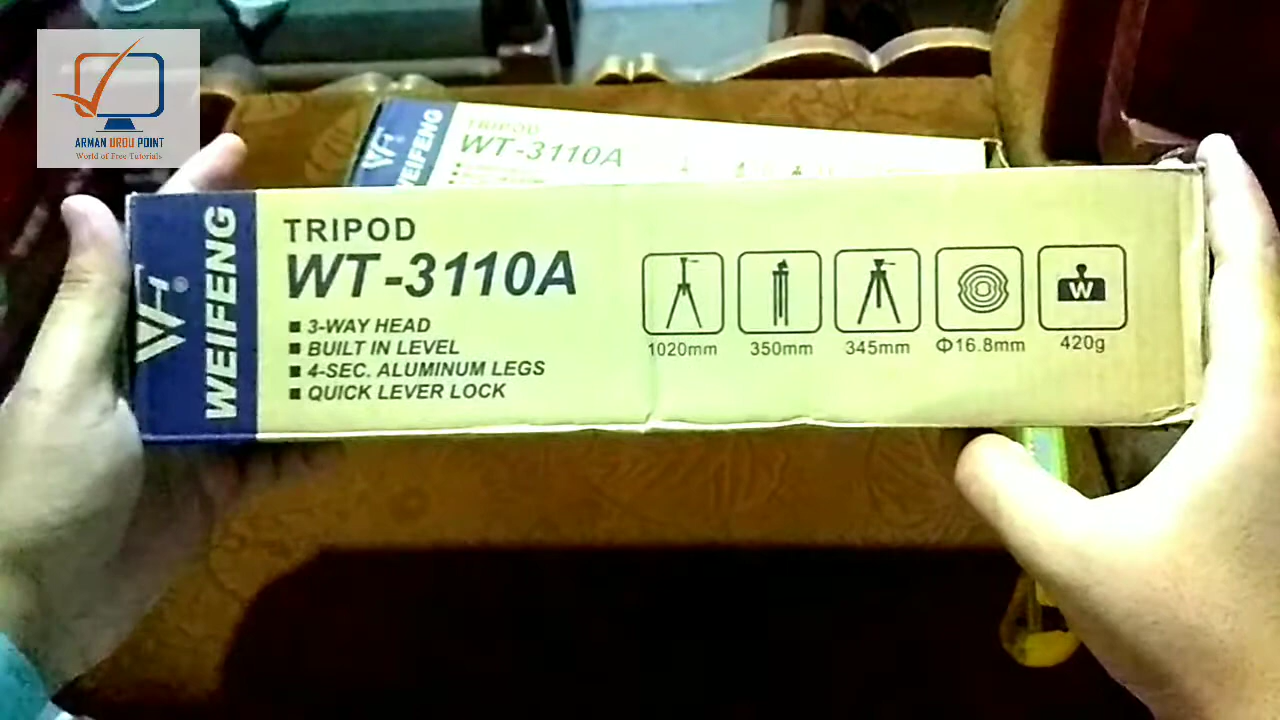 ARMAN URDU POINT
World of Free Tutorials
WEIFENG
TRIPOD
WT-3110A
WF®
WEIFENG
TRIPOD
WT-3110A
■ 3-WAY HEAD
■ BUILT IN LEVEL
■ 4-SEC. ALUMINUM LEGS
■ QUICK LEVER LOCK
W
1020mm
350mm
345mm
Φ16.8mm
420g